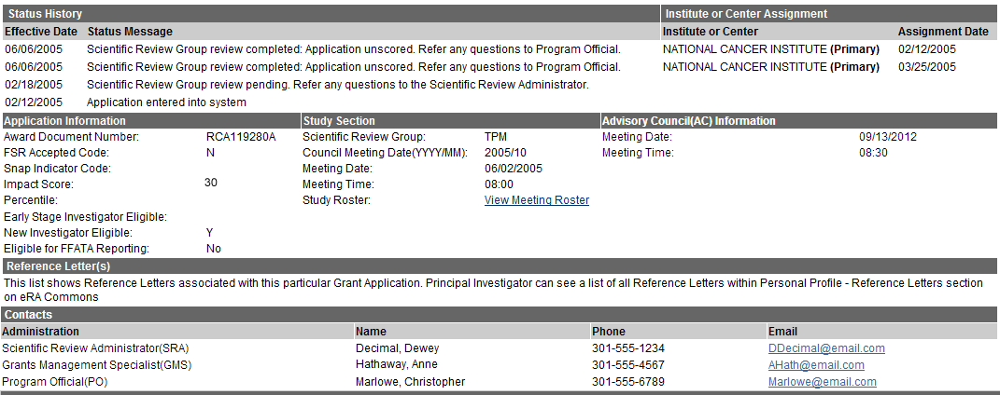 Status History Institute or Center Assignment
Effective Date Status Message Institute or Center Assignment Date
06/06/2005 Scientific Review Group review completed: Application unscored. Refer any questions to Program Official. NATIONAL CANCER INSTITUTE (Primary) 02/12/2005
06/06/2005 Scientific Review Group review completed: Application unscored. Refer any questions to Program Official. NATIONAL CANCER INSTITUTE (Primary) 03/25/2005
02/18/2005 Scientific Review Group review pending. Refer any questions to the Scientific Review Administrator.
02/12/2005 Application entered into system
Application Information Study Section Advisory Council(AC) Information
Award Document Number: RCA119280A Scientific Review Group: TPM Meeting Date: 09/13/2012
FSR Accepted Code: N Council Meeting Date(YYYY/MM): 2005/10 Meeting Time: 08:30
Snap Indicator Code: Meeting Date: 06/02/2005
Impact Score: 30 Meeting Time: 08:00
Percentile: Study Roster: View Meeting Roster
Early Stage Investigator Eligible:
New Investigator Eligible: Y
Eligible for FFATA Reporting: No
Reference Letter(s)
This list shows Reference Letters associated with this particular Grant Application. Principal Investigator can see a list of all Reference Letters within Personal Profile - Reference Letters section
on eRA Commons
Contacts
Administration Name Phone Email
Scientific Review Administrator(SRA) Decimal, Dewey 301-555-1234 DDecimal@email.com
Grants Management Specialist(GMS) Hathaway, Anne 301-555-4567 AHath@email.com
Program Official(PO) Marlowe, Christopher 301-555-6789 Marlowe@email.com